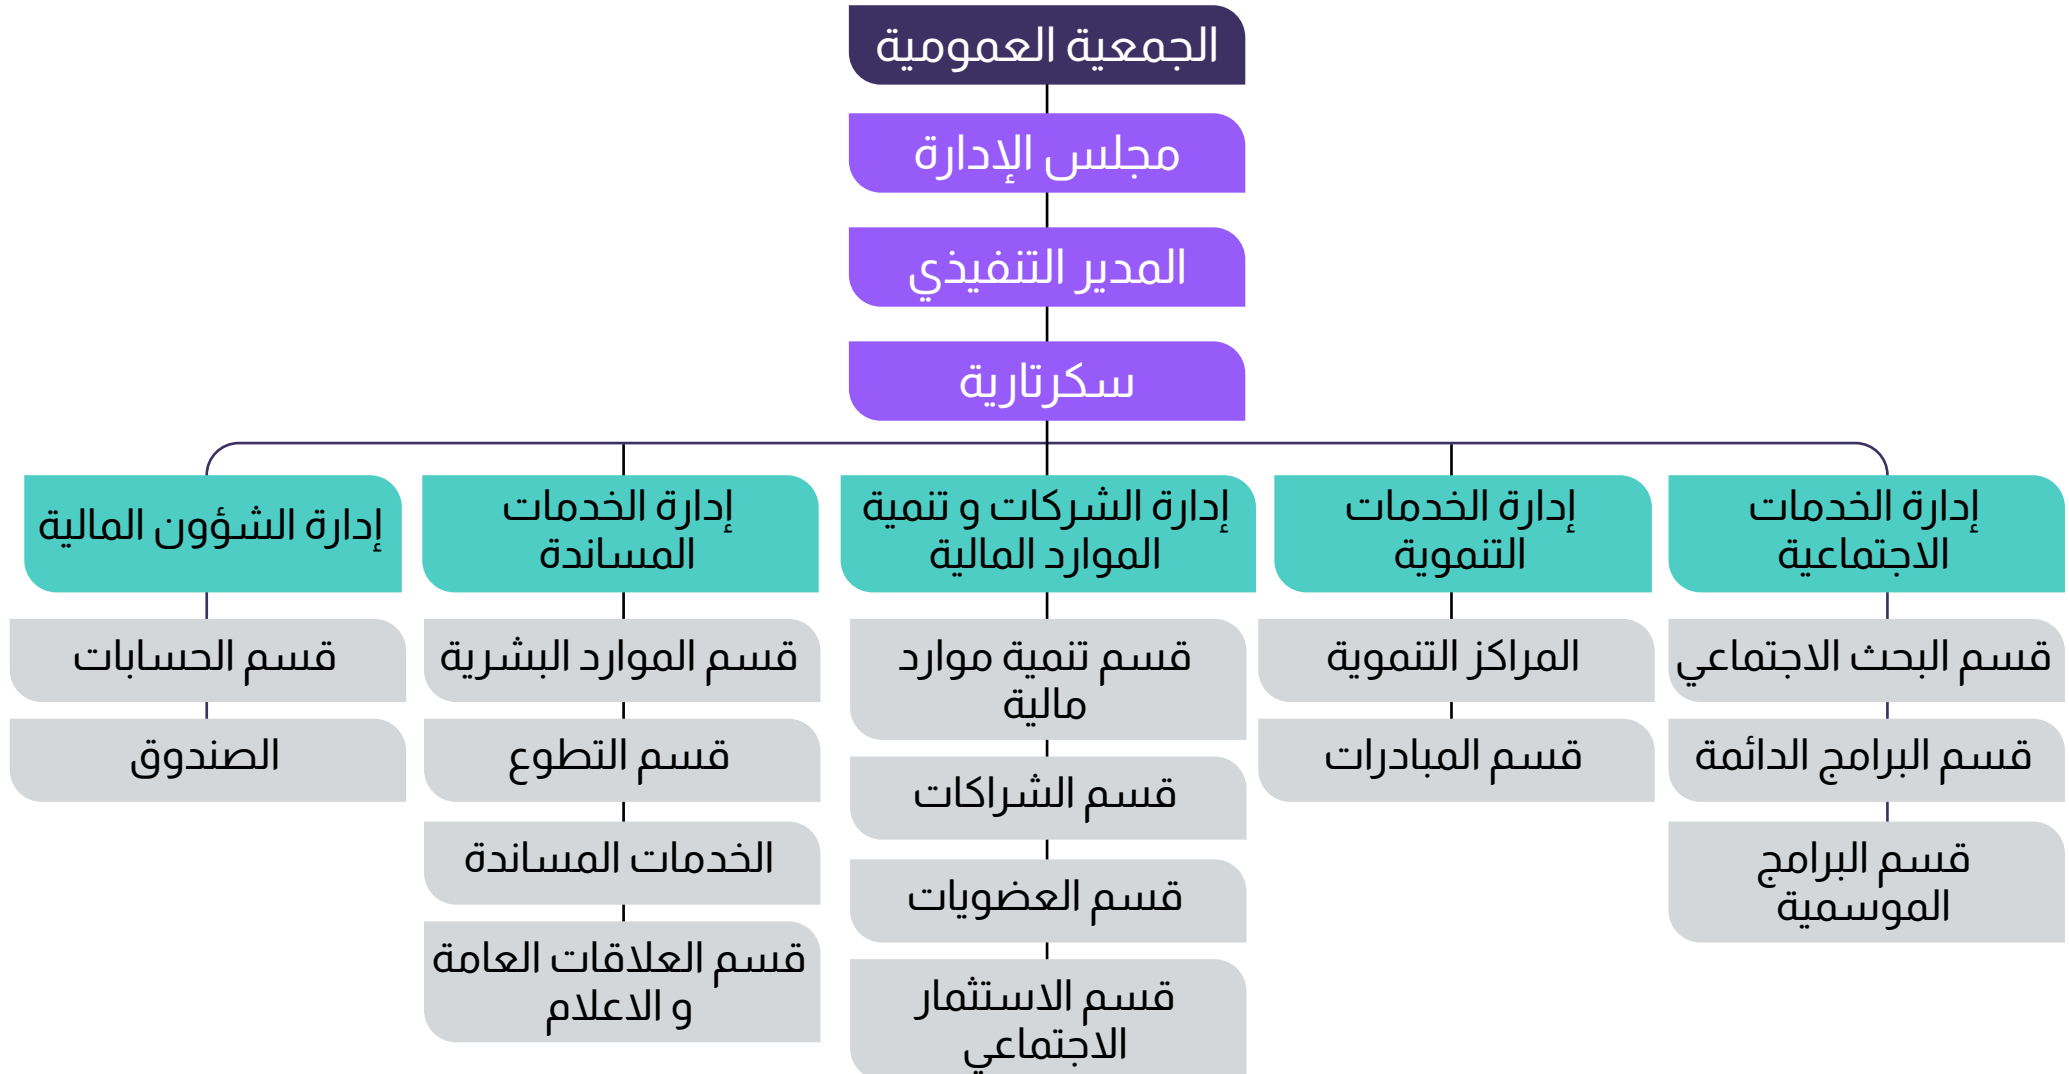 الجمعية العمومية
مجلس الإدارة
المدير التنفيذي
سكرتارية
إدارة الخدمات
الاجتماعية
قسم البحث الاجتماعي
قسم البرامج الدائمة
قسم البرامج
الموسمية
إدارة الخدمات
التنموية
المراكز التنموية
قسم المبادرات
إدارة الشركات و تنمية
الموارد المالية
قسم تنمية موارد
مالية
قسم الشراكات
قسم العضويات
قسم الاستثمار
الاجتماعي
إدارة الخدمات
المساندة
قسم الموارد البشرية
قسم التطوع
الخدمات المساندة
قسم العلاقات العامة
و الاعلام
إدارة الشؤون المالية
قسم الحسابات
الصندوق